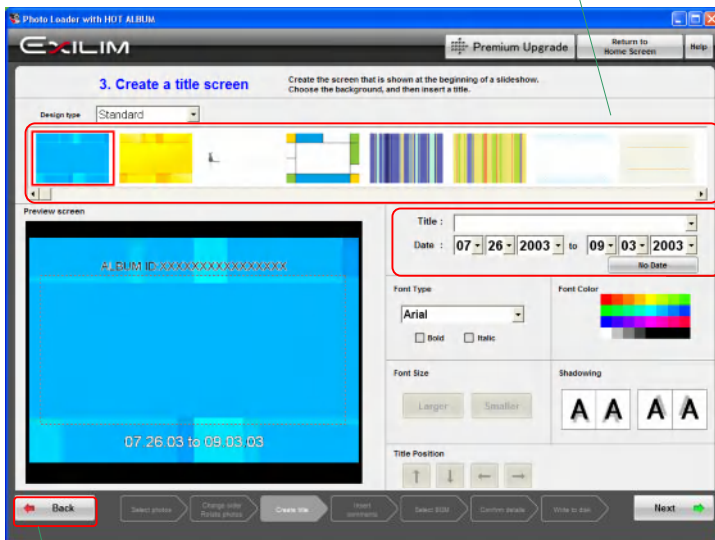 Photo Loader with HOT ALBUM
EXILIM
Premium Upgrade
Return to
Home Screen
Help
3. Create a title screen
Create the screen that is shown at the beginning of a slideshow.
Choose the background, and then insert a title.
Design type
Standard
Preview screen
ALBUM ID:XXXXXXXXXXXXXXXX
07.26.03 to 09.03.03
Title :
Date : 07 26 2003 to 09 03 2003
No Date
Font Type
Arial
Bold Italic
Font Color
Font Size
Larger Smaller
Shadowing
A A A A
Title Position
Back
Select photos
Change order
Rotate photos
Create title
Insert
comments
Select BGM
Confirm details
Write to disk
Next